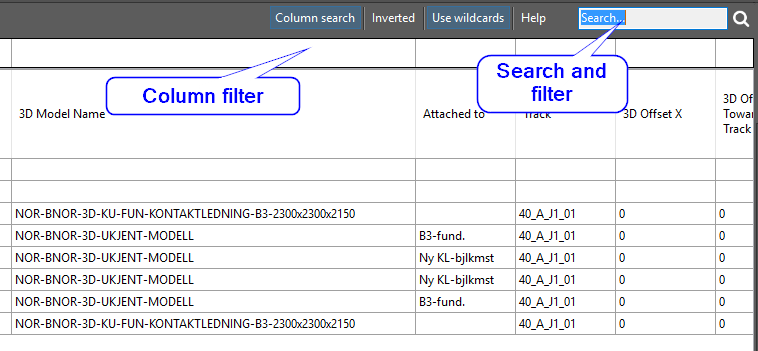 Column search Inverted Use wildcards Help Search...
Column filter
Search and
filter
3D Model Name Attached to Track 3D Offset X
3D Of
Towar
Track
NOR-BNOR-3D-KU-FUN-KONTAKTLEDNING-B3-2300x2300x2150 40_A_J1_01 0 0
NOR-BNOR-3D-UKJENT-MODELL B3-fund. 40_A_J1_01 0 0
NOR-BNOR-3D-UKJENT-MODELL Ny KL-bjlkmst 40_A_J1_01 0 0
NOR-BNOR-3D-UKJENT-MODELL Ny KL-bjlkmst 40_A_J1_01 0 0
NOR-BNOR-3D-UKJENT-MODELL B3-fund. 40_A_J1_01 0 0
NOR-BNOR-3D-KU-FUN-KONTAKTLEDNING-B3-2300x2300x2150 40_A_J1_01 0 0